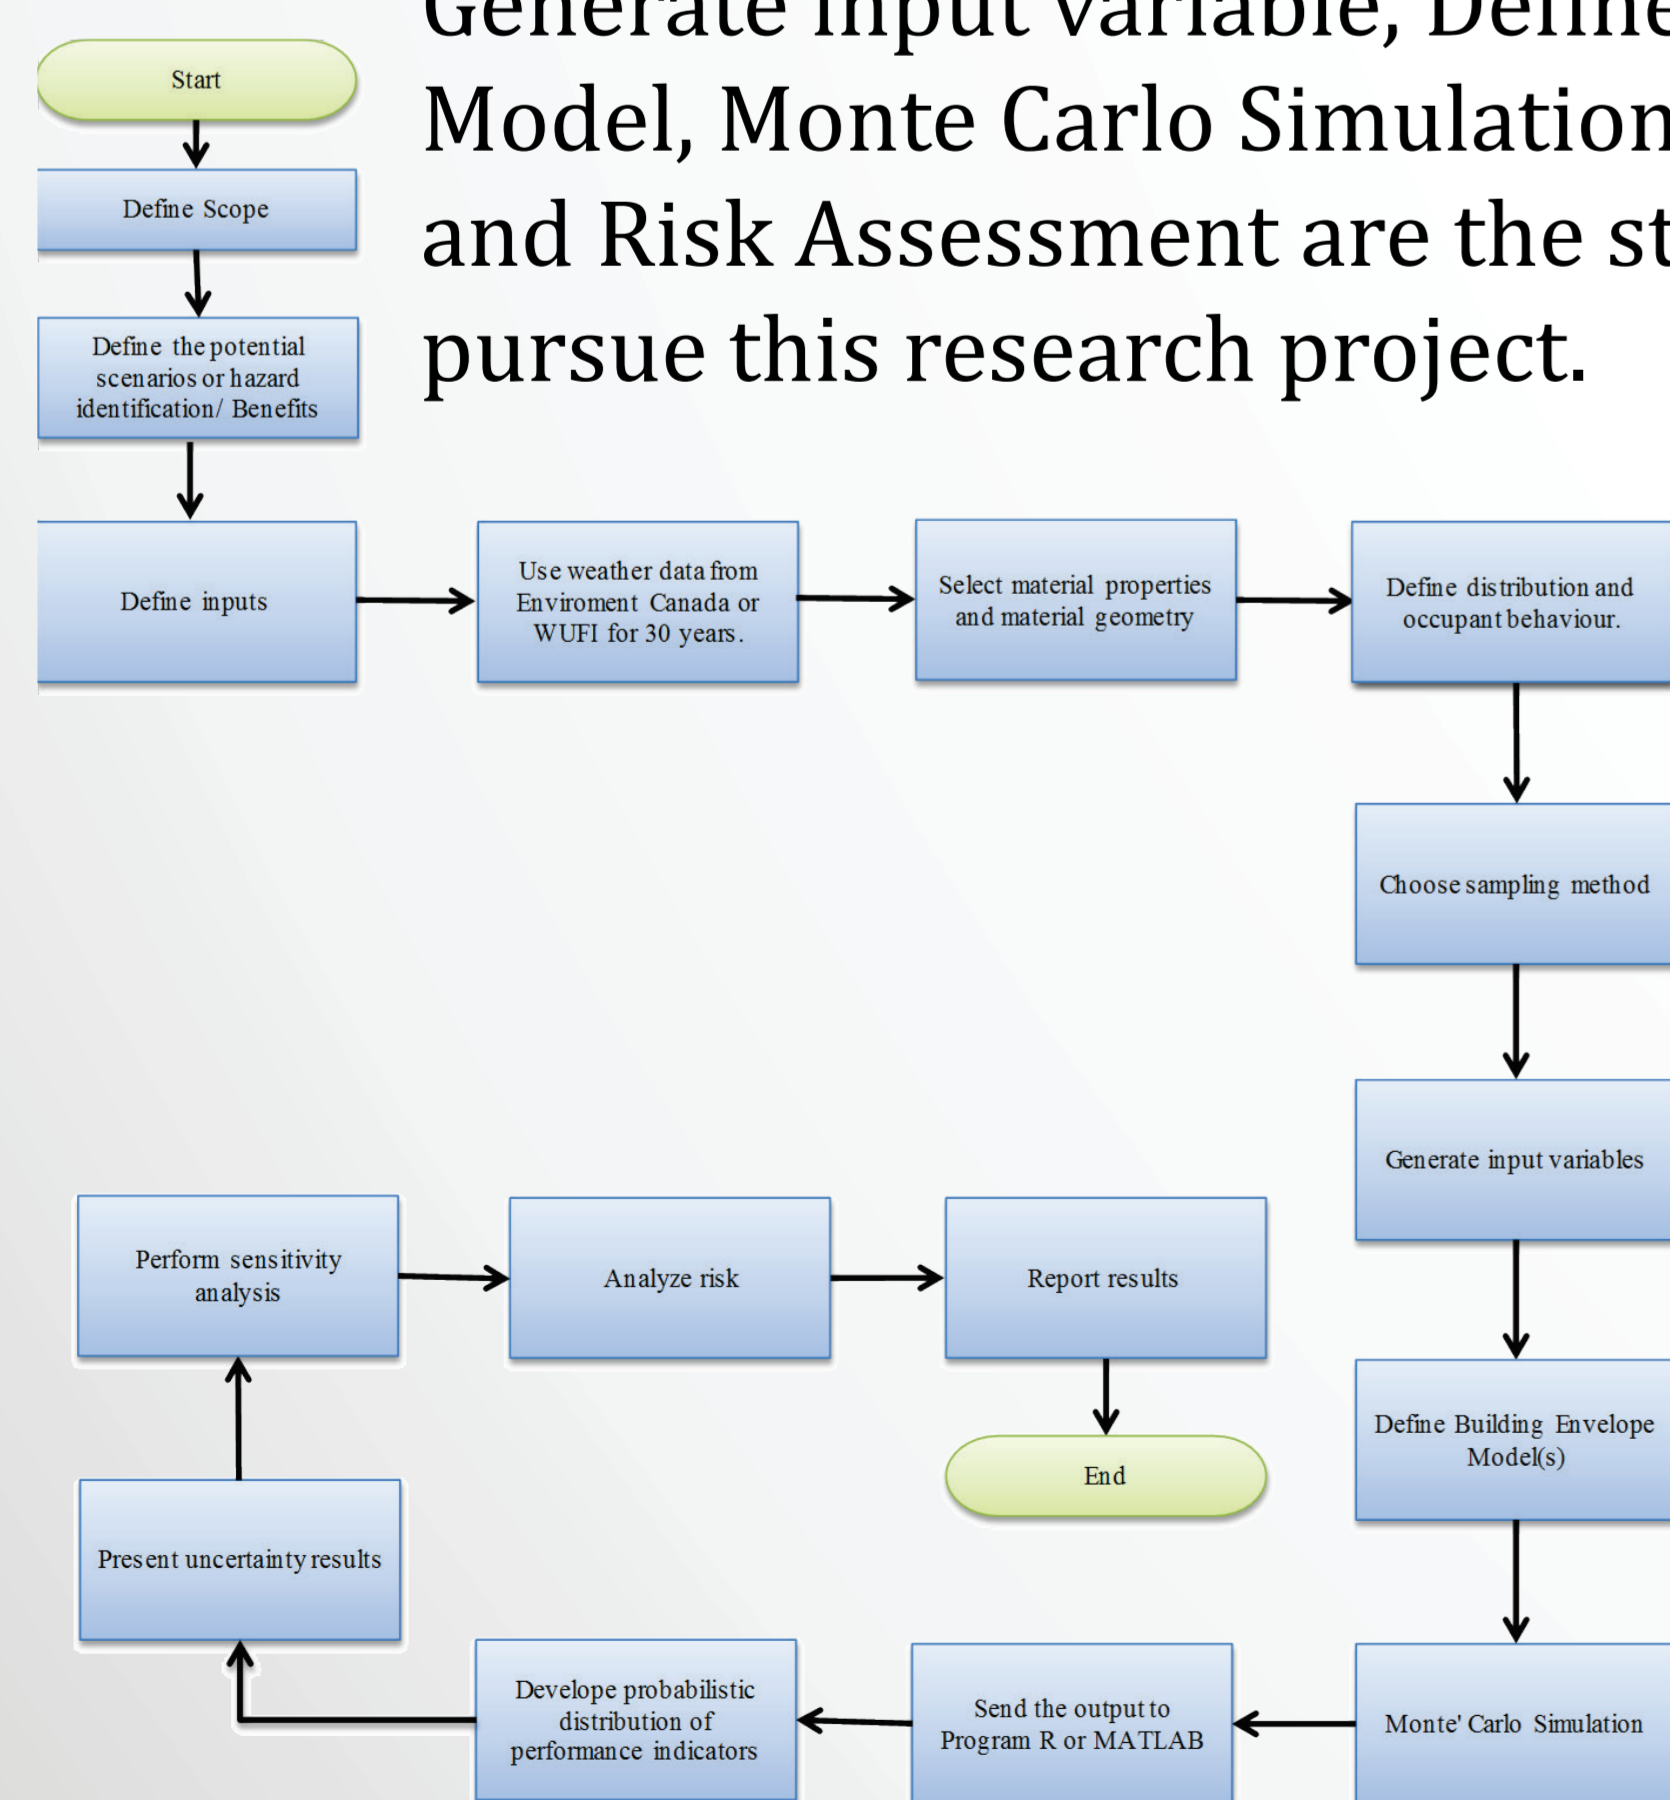 Generate input variable, Define
Model, Monte Carlo Simulation
and Risk Assessment are the st
pursue this research project.
Start
Define Scope
Define the potential
scenarios or hazard
identification/ Benefits
Define inputs
Use weather data from
Enviroment Canada or
WUFI for 30 years.
Select material properties
and material geometry
Define distribution and
occupant behaviour.
Choose sampling method
Generate input variables
Define Building Envelope
Model(s)
Monte' Carlo Simulation
Send the output to
Program R or MATLAB
Develope probabilistic
distribution of
performance indicators
Present uncertainty results
Perform sensitivity
analysis
Analyze risk
Report results
End